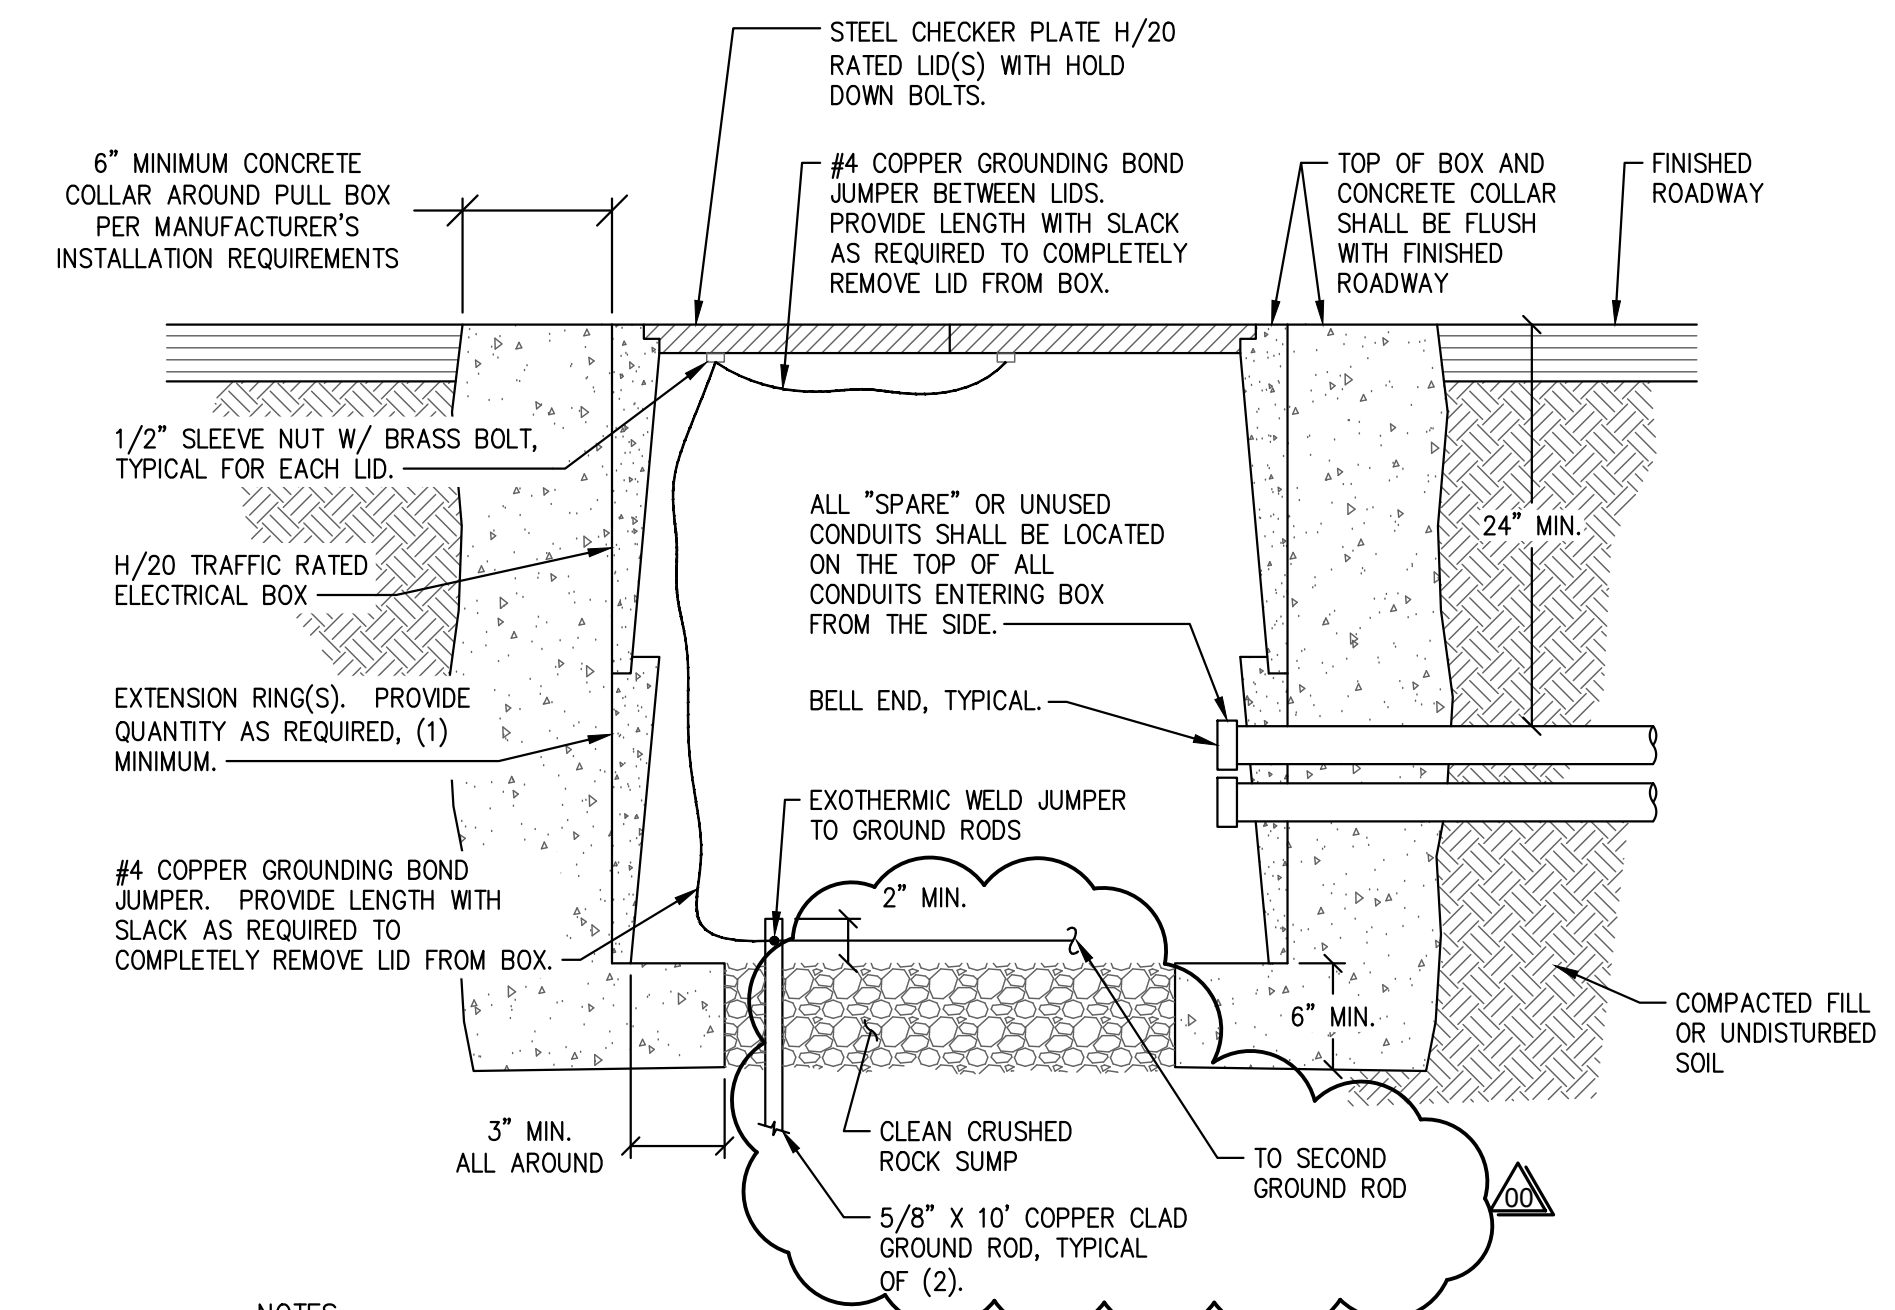 STEEL CHECKER PLATE H/20
RATED LID(S) WITH HOLD
DOWN BOLTS.
6" MINIMUM CONCRETE
COLLAR AROUND PULL BOX
PER MANUFACTURER'S
INSTALLATION REQUIREMENTS
#4 COPPER GROUNDING BOND
JUMPER BETWEEN LIDS.
PROVIDE LENGTH WITH SLACK
AS REQUIRED TO COMPLETELY
REMOVE LID FROM BOX.
TOP OF BOX AND
CONCRETE COLLAR
SHALL BE FLUSH
WITH FINISHED
ROADWAY
FINISHED
ROADWAY
1/2" SLEEVE NUT W/ BRASS BOLT,
TYPICAL FOR EACH LID.
ALL "SPARE" OR UNUSED
CONDUITS SHALL BE LOCATED
ON THE TOP OF ALL
CONDUITS ENTERING BOX
FROM THE SIDE.
24" MIN.
H/20 TRAFFIC RATED
ELECTRICAL BOX
EXTENSION RING(S). PROVIDE
QUANTITY AS REQUIRED, (1)
MINIMUM.
BELL END, TYPICAL.
EXOTHERMIC WELD JUMPER
TO GROUND RODS
#4 COPPER GROUNDING BOND
JUMPER. PROVIDE LENGTH WITH
SLACK AS REQUIRED TO
COMPLETELY REMOVE LID FROM BOX.
2" MIN.
6" MIN.
COMPACTED FILL
OR UNDISTURBED
SOIL
3" MIN.
ALL AROUND
CLEAN CRUSHED
ROCK SUMP
TO SECOND
GROUND ROD
00
5/8" X 10' COPPER CLAD
GROUND ROD, TYPICAL
OF (2).
NOTES